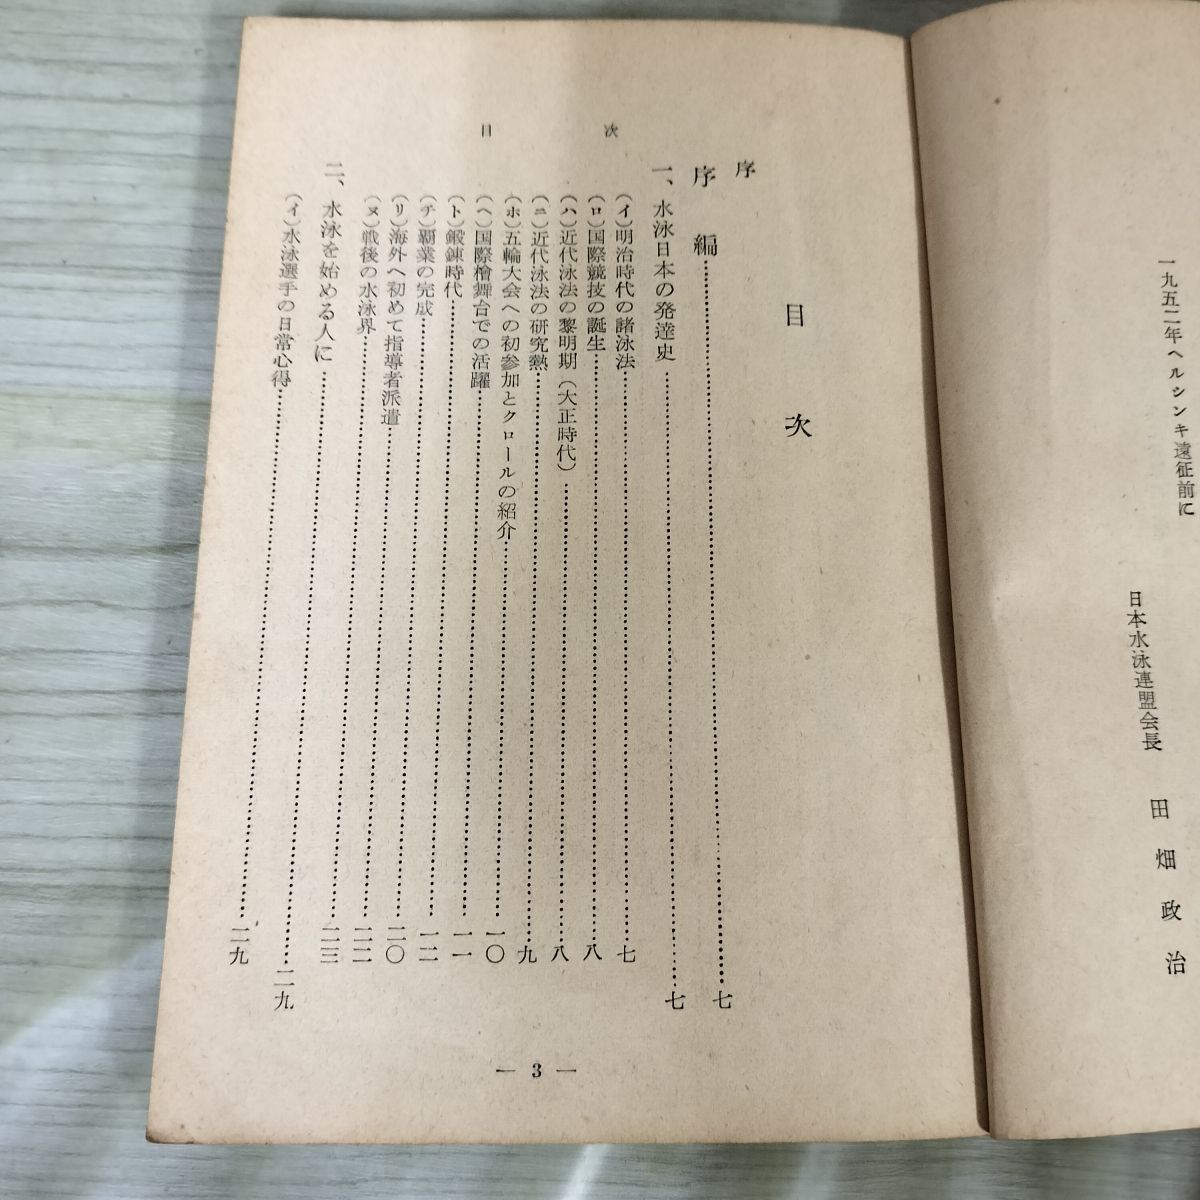 一九五二年ヘルシンキ遠征前に
日本水泳連盟会長 田畑政治
目次
目次
序
序編……七
一、水泳日本の発達史……七
(イ)明治時代の諸泳法……七
(ロ)国際競技の誕生……八
(ハ)近代泳法の黎明期(大正時代)……八
(ニ)近代泳法の研究熱……九
(ホ)五輪大会への初参加とクロールの紹介……一〇
(ヘ)国際檜舞台での活躍……一一
(ト)鍛錬時代……一二
(チ)覇業の完成……二〇
(リ)海外へ初めて指導者派遣……二二
(ヌ)戦後の水泳界……二三
二、水泳を始める人に……二九
(イ)水泳選手の日常心得……二九
— 3 —